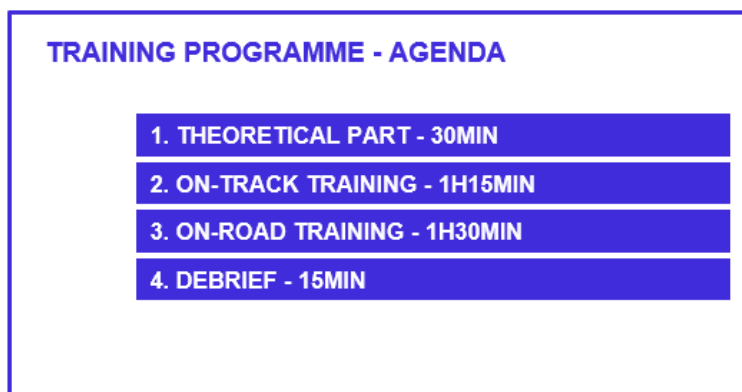 TRAINING PROGRAMME - AGENDA
1. THEORETICAL PART - 30MIN
2. ON-TRACK TRAINING - 1H15MIN
3. ON-ROAD TRAINING - 1H30MIN
4. DEBRIEF - 15MIN